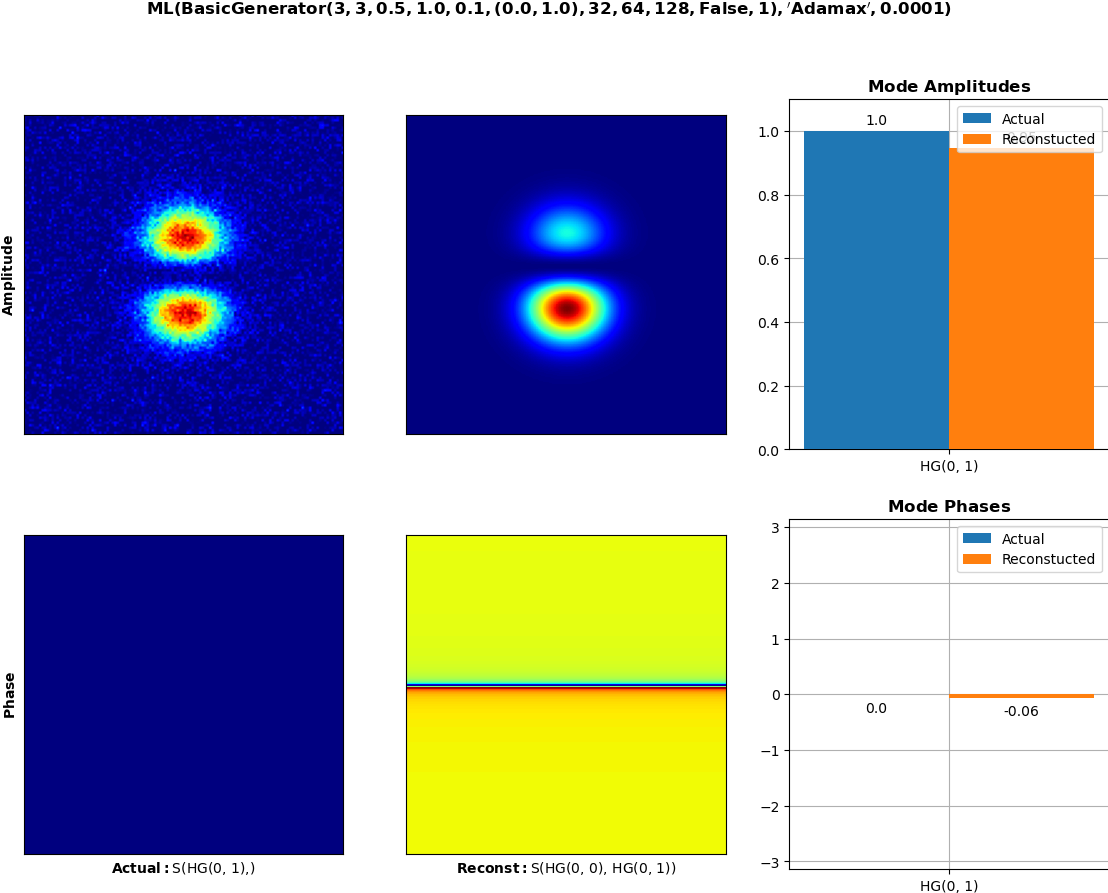 ML(BasicGenerator(3, 3, 0.5, 1.0, 0.1, (0.0, 1.0), 32, 64, 128, False, 1), ′Adamax′, 0.0001)
Amplitude
Mode Amplitudes
Actual
Reconstucted
1.0
0.95
1.0
0.8
0.6
0.4
0.2
0.0
HG(0, 1)
Phase
Actual: S(HG(0, 1),)
Reconst: S(HG(0, 0), HG(0, 1))
Mode Phases
Actual
Reconstucted
3
2
1
0
−1
−2
−3
0.0
-0.06
HG(0, 1)